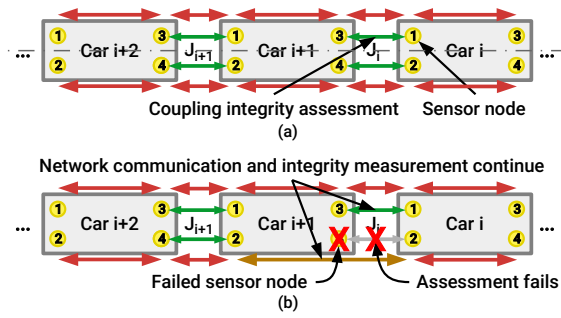 1 3 1 3 1 3
... Car i+2 J i+1 Car i+1 J i Car i ...
2 4 2 4 2 4
Coupling integrity assessment Sensor node
(a)
Network communication and integrity measurement continue
1 3 1 3 1 3
... Car i+2 J i+1 Car i+1 J i Car i ...
2 4 2 X X 2 4
Failed sensor node Assessment fails
(b)